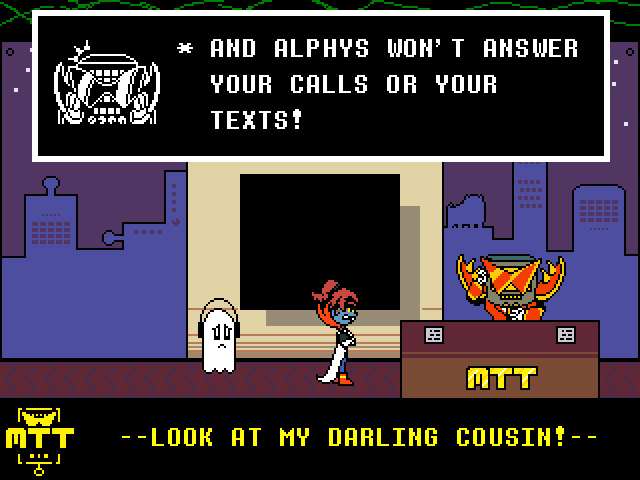 * AND ALPHYS WON'T ANSWER
YOUR CALLS OR YOUR
TEXTS!
MTT
MTT
--LOOK AT MY DARLING COUSIN!--